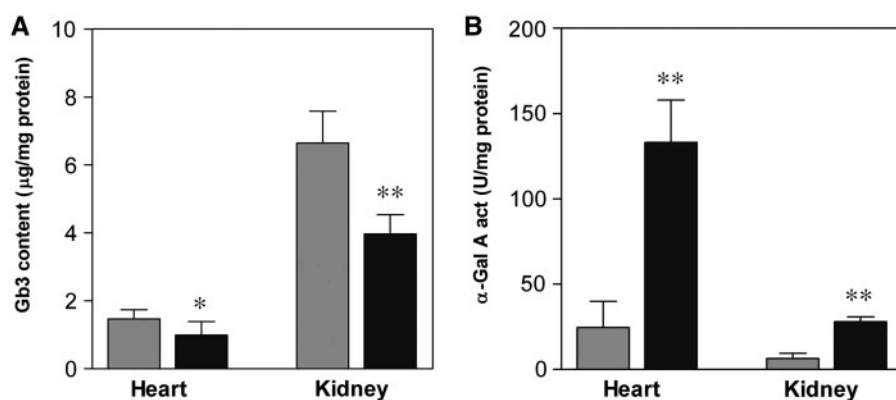 A
Gb3 content (μg/mg protein)
10
8
6
4
2
0
*
**
Heart
Kidney
B
α-Gal A act (U/mg protein)
200
150
100
50
0
**
**
Heart
Kidney